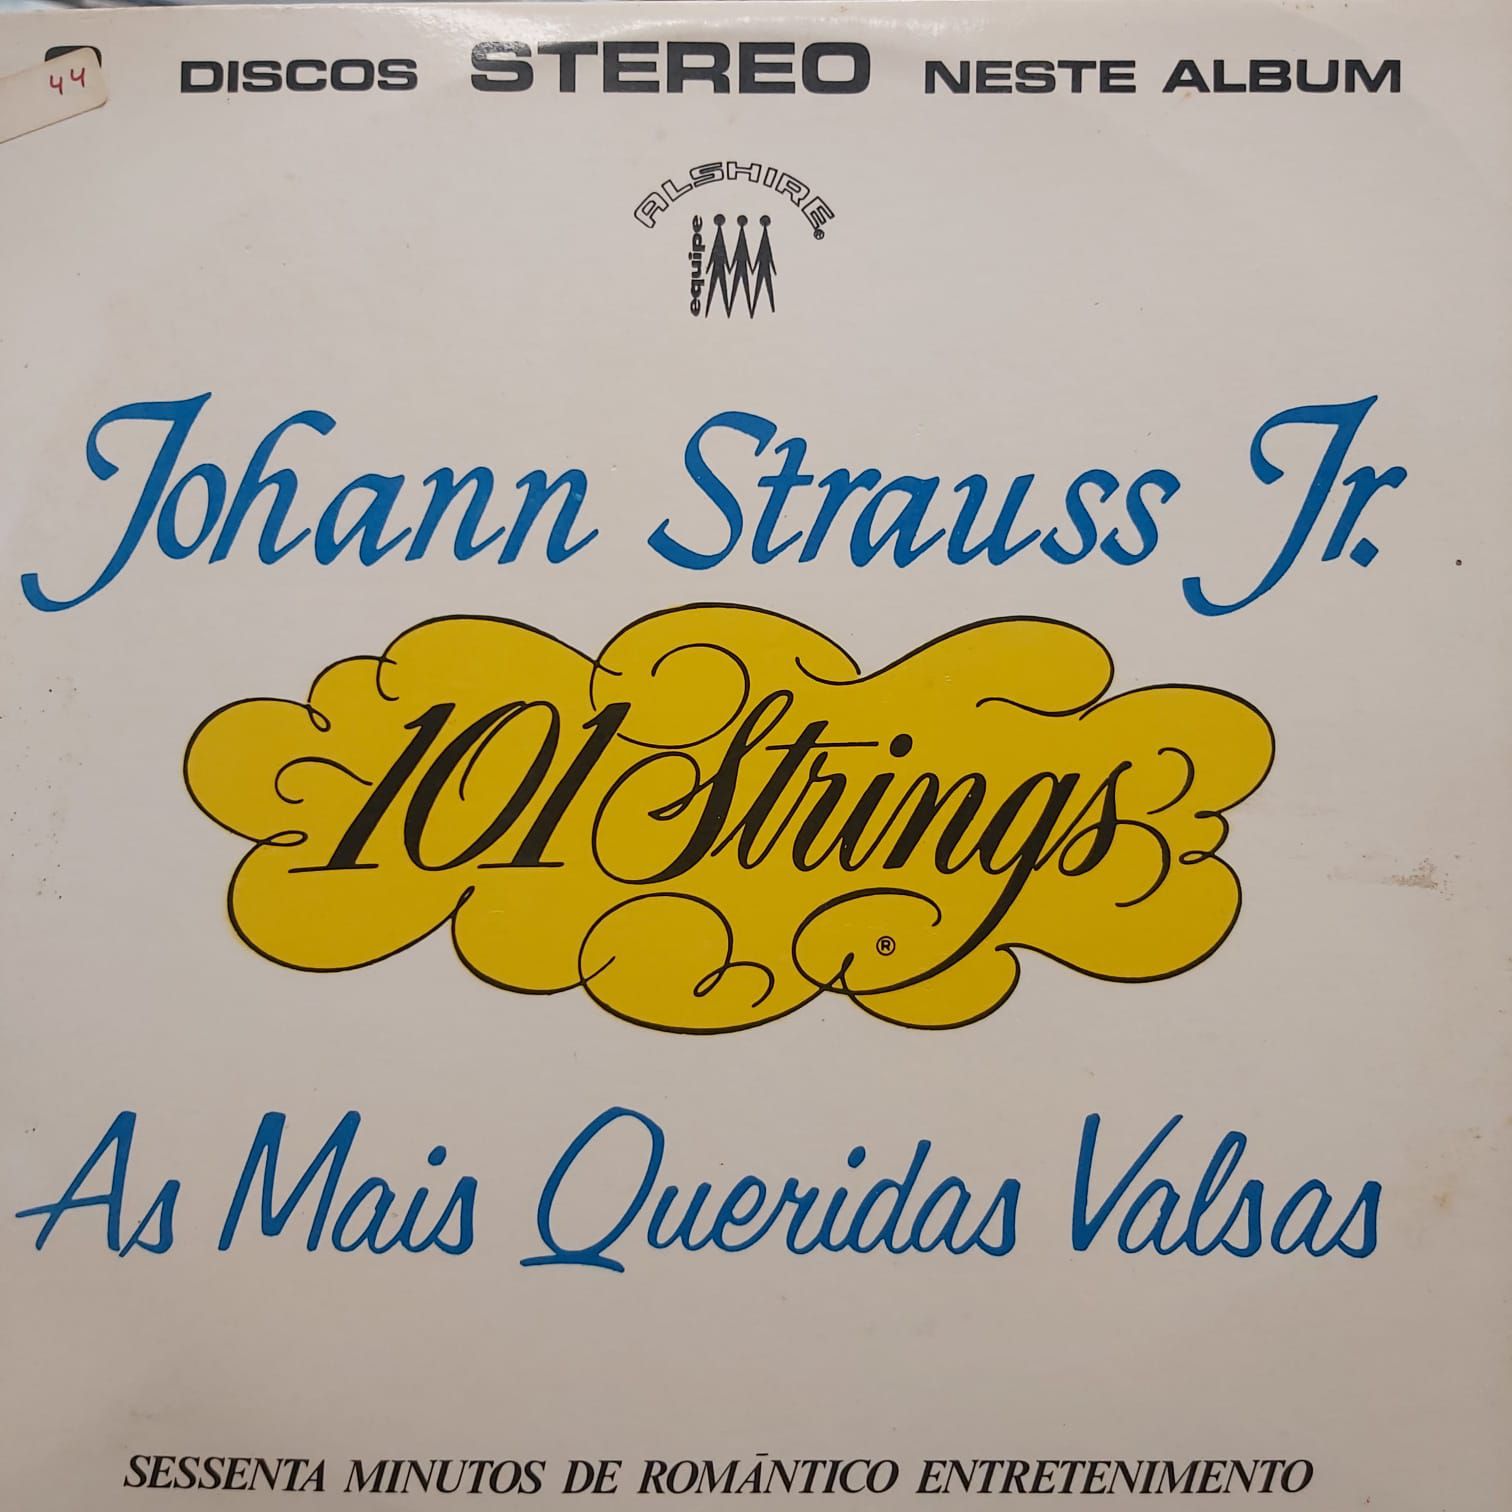 44
DISCOS STEREO NESTE ALBUM
ALSHIRE®
equipe
Johann Strauss Jr.
101 Strings
®
As Mais Queridas Valsas
SESSENTA MINUTOS DE ROMÂNTICO ENTRETENIMENTO